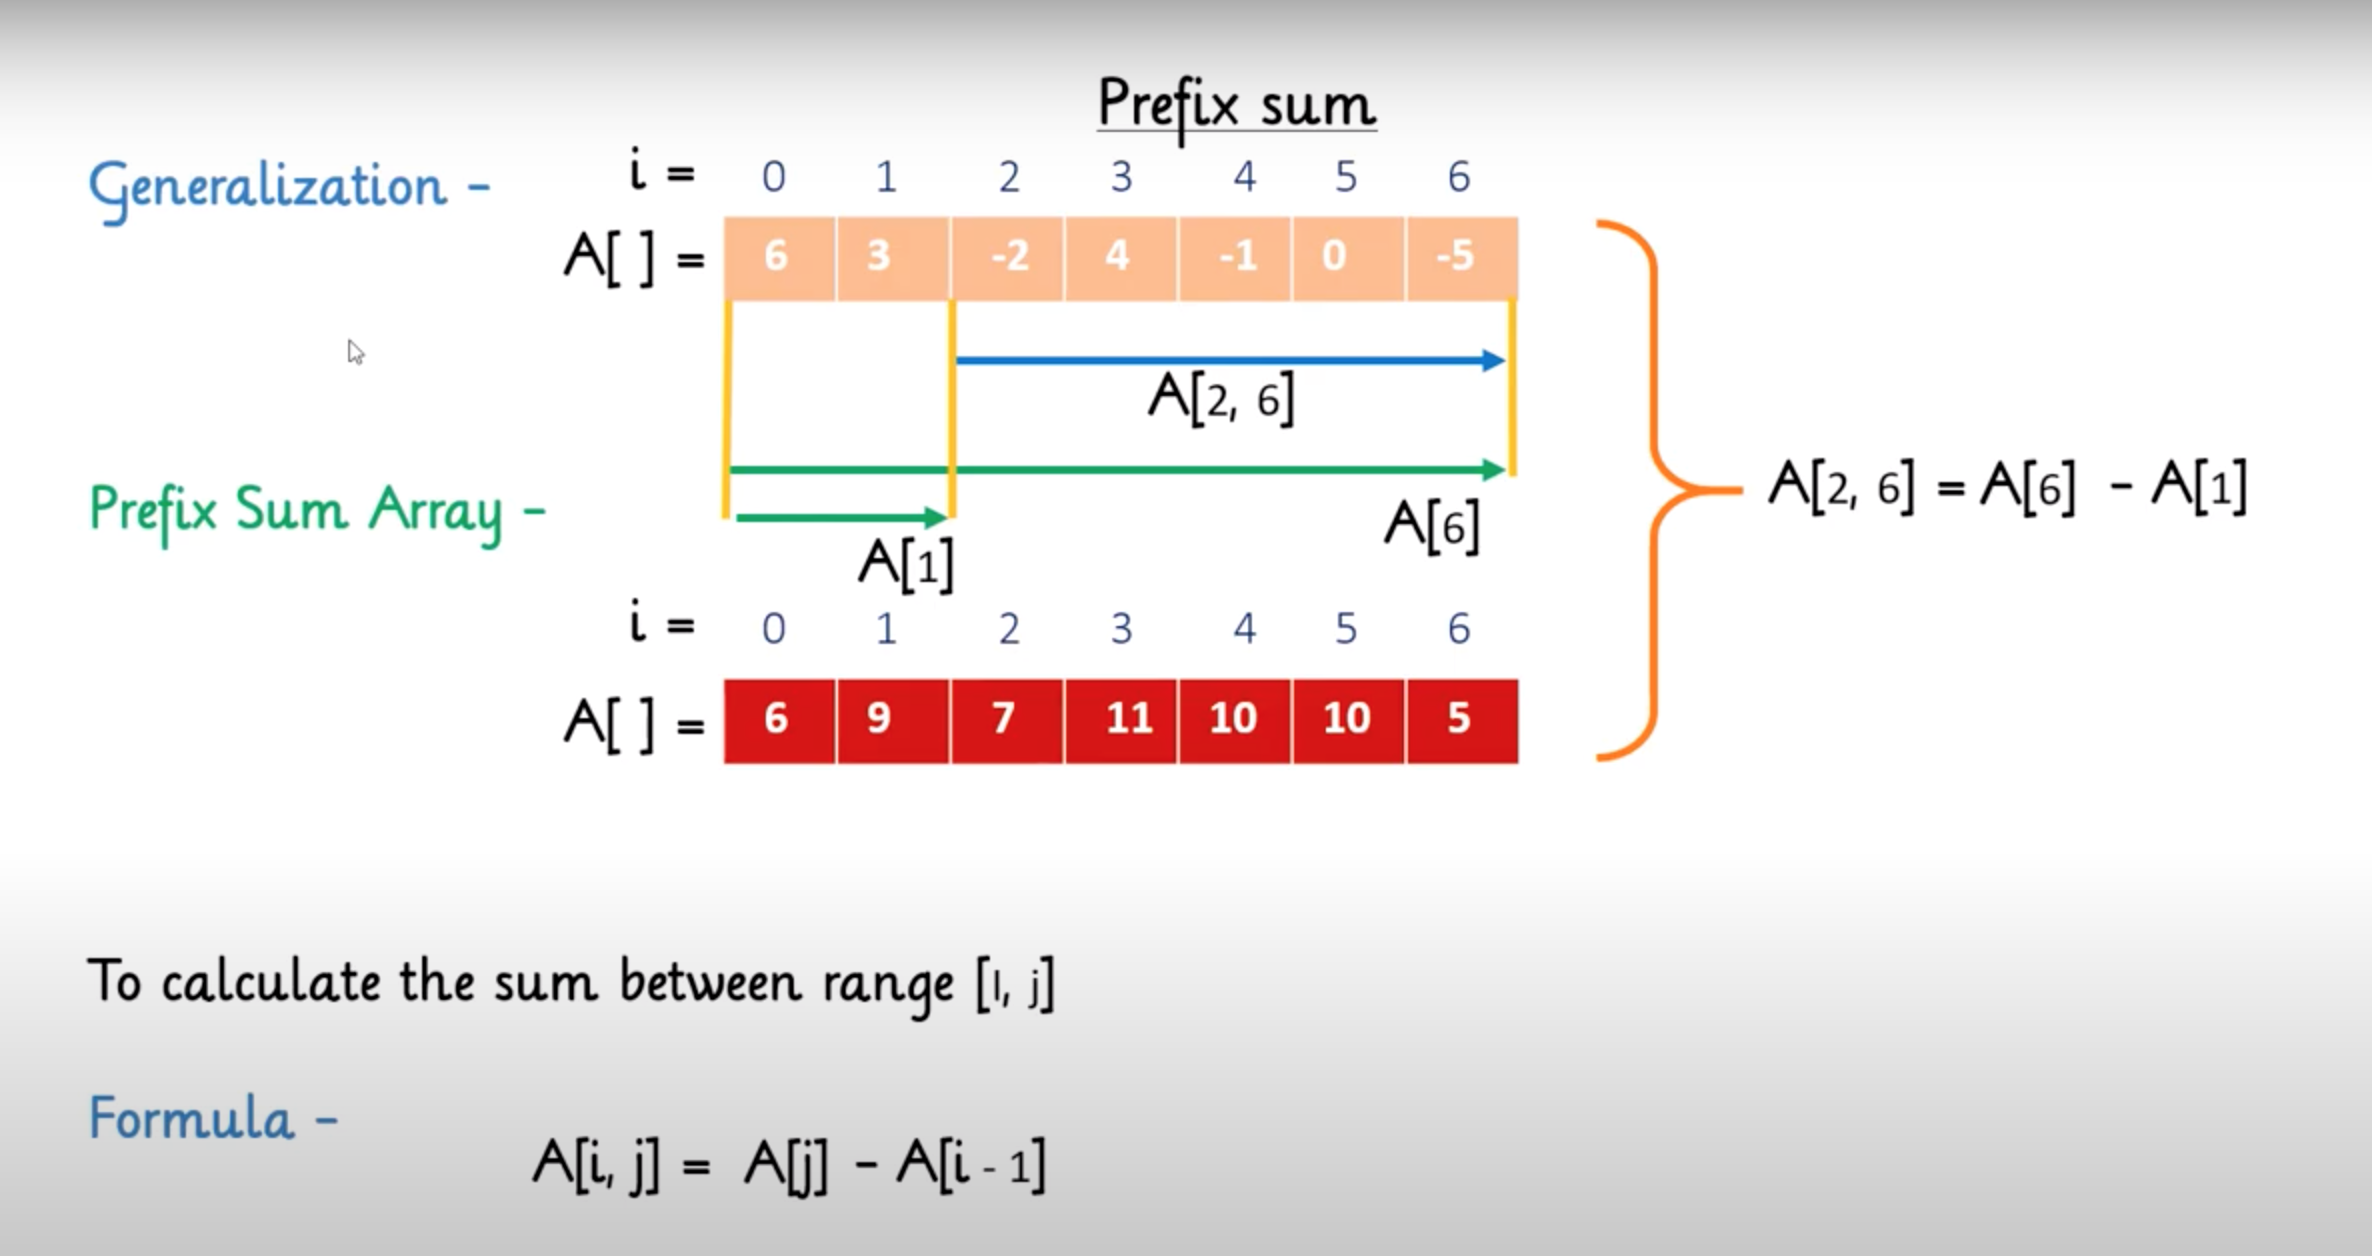 Prefix sum
Generalization -
i = 0 1 2 3 4 5 6
A[ ] = 6 3 -2 4 -1 0 -5
A[2, 6]
A[2, 6] = A[6] - A[1]
Prefix Sum Array -
A[6]
A[1]
i = 0 1 2 3 4 5 6
A[ ] = 6 9 7 11 10 10 5
To calculate the sum between range [I, j]
Formula -
A[i, j] = A[j] - A[i - 1]